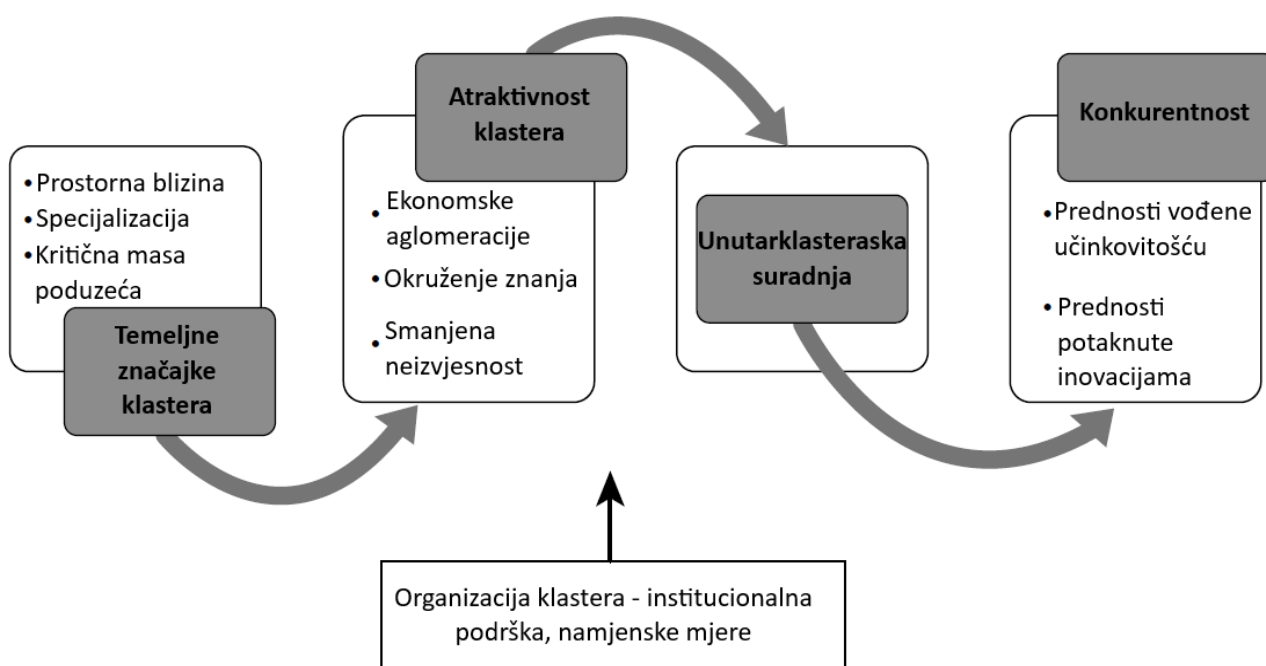 • Prostorna blizina
• Specijalizacija
• Kritična masa
poduzeća
Temeljne
značajke
klastera
Atraktivnost
klastera
• Ekonomske
aglomeracije
• Okruženje znanja
• Smanjena
neizvjesnost
Unutarklasteraska
suradnja
Konkurentnost
• Prednosti vođene
učinkovitošću
• Prednosti
potaknute
inovacijama
Organizacija klastera - institucionalna
podrška, namjenske mjere